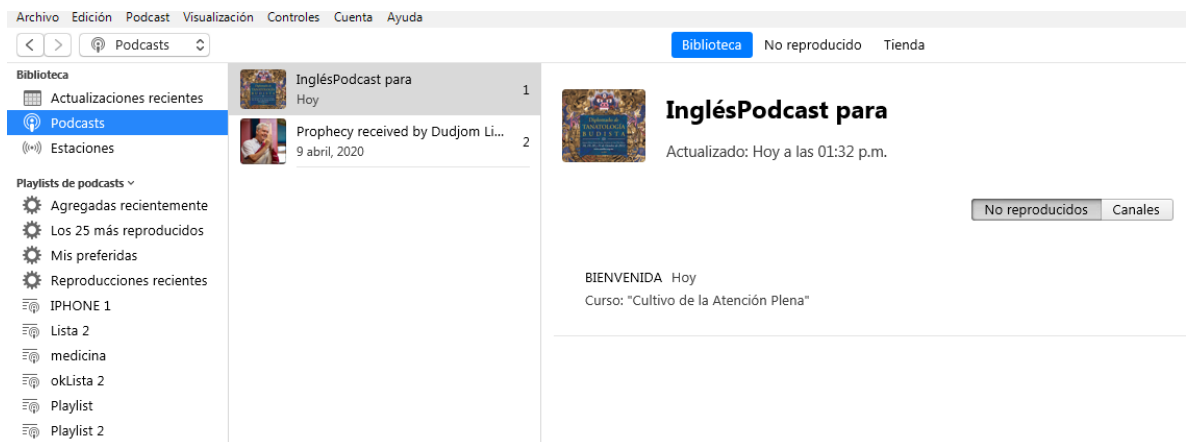 Archivo Edición Podcast Visualización Controles Cuenta Ayuda
Podcasts
Biblioteca No reproducido Tienda
Biblioteca
Actualizaciones recientes
Podcasts
Estaciones
Playlists de podcasts
Agregadas recientemente
Los 25 más reproducidos
Mis preferidas
Reproducciones recientes
IPHONE 1
Lista 2
medicina
okLista 2
Playlist
Playlist 2
InglésPodcast para
Hoy
1
Prophecy received by Dudjom Li...
9 abril, 2020
2
TANATOLOGÍA
BUDISTA
InglésPodcast para
Actualizado: Hoy a las 01:32 p.m.
No reproducidos Canales
BIENVENIDA Hoy
Curso: "Cultivo de la Atención Plena"